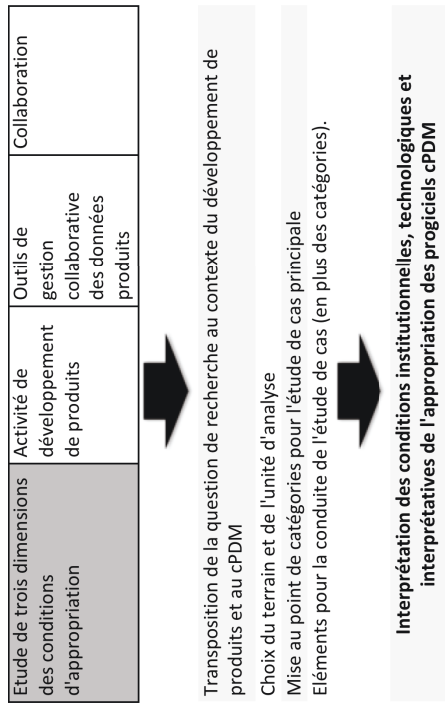 Etude de trois dimensions
des conditions
d'appropriation
Activité de
développement
de produits
Outils de
gestion
collaborative
des données
produits
Collaboration
Transposition de la question de recherche au contexte du développement de
produits et au cPDM
Choix du terrain et de l'unité d'analyse
Mise au point de catégories pour l'étude de cas principale
Eléments pour la conduite de l'étude de cas (en plus des catégories).
Interprétation des conditions institutionnelles, technologiques et
interprétatives de l'appropriation des progiciels cPDM